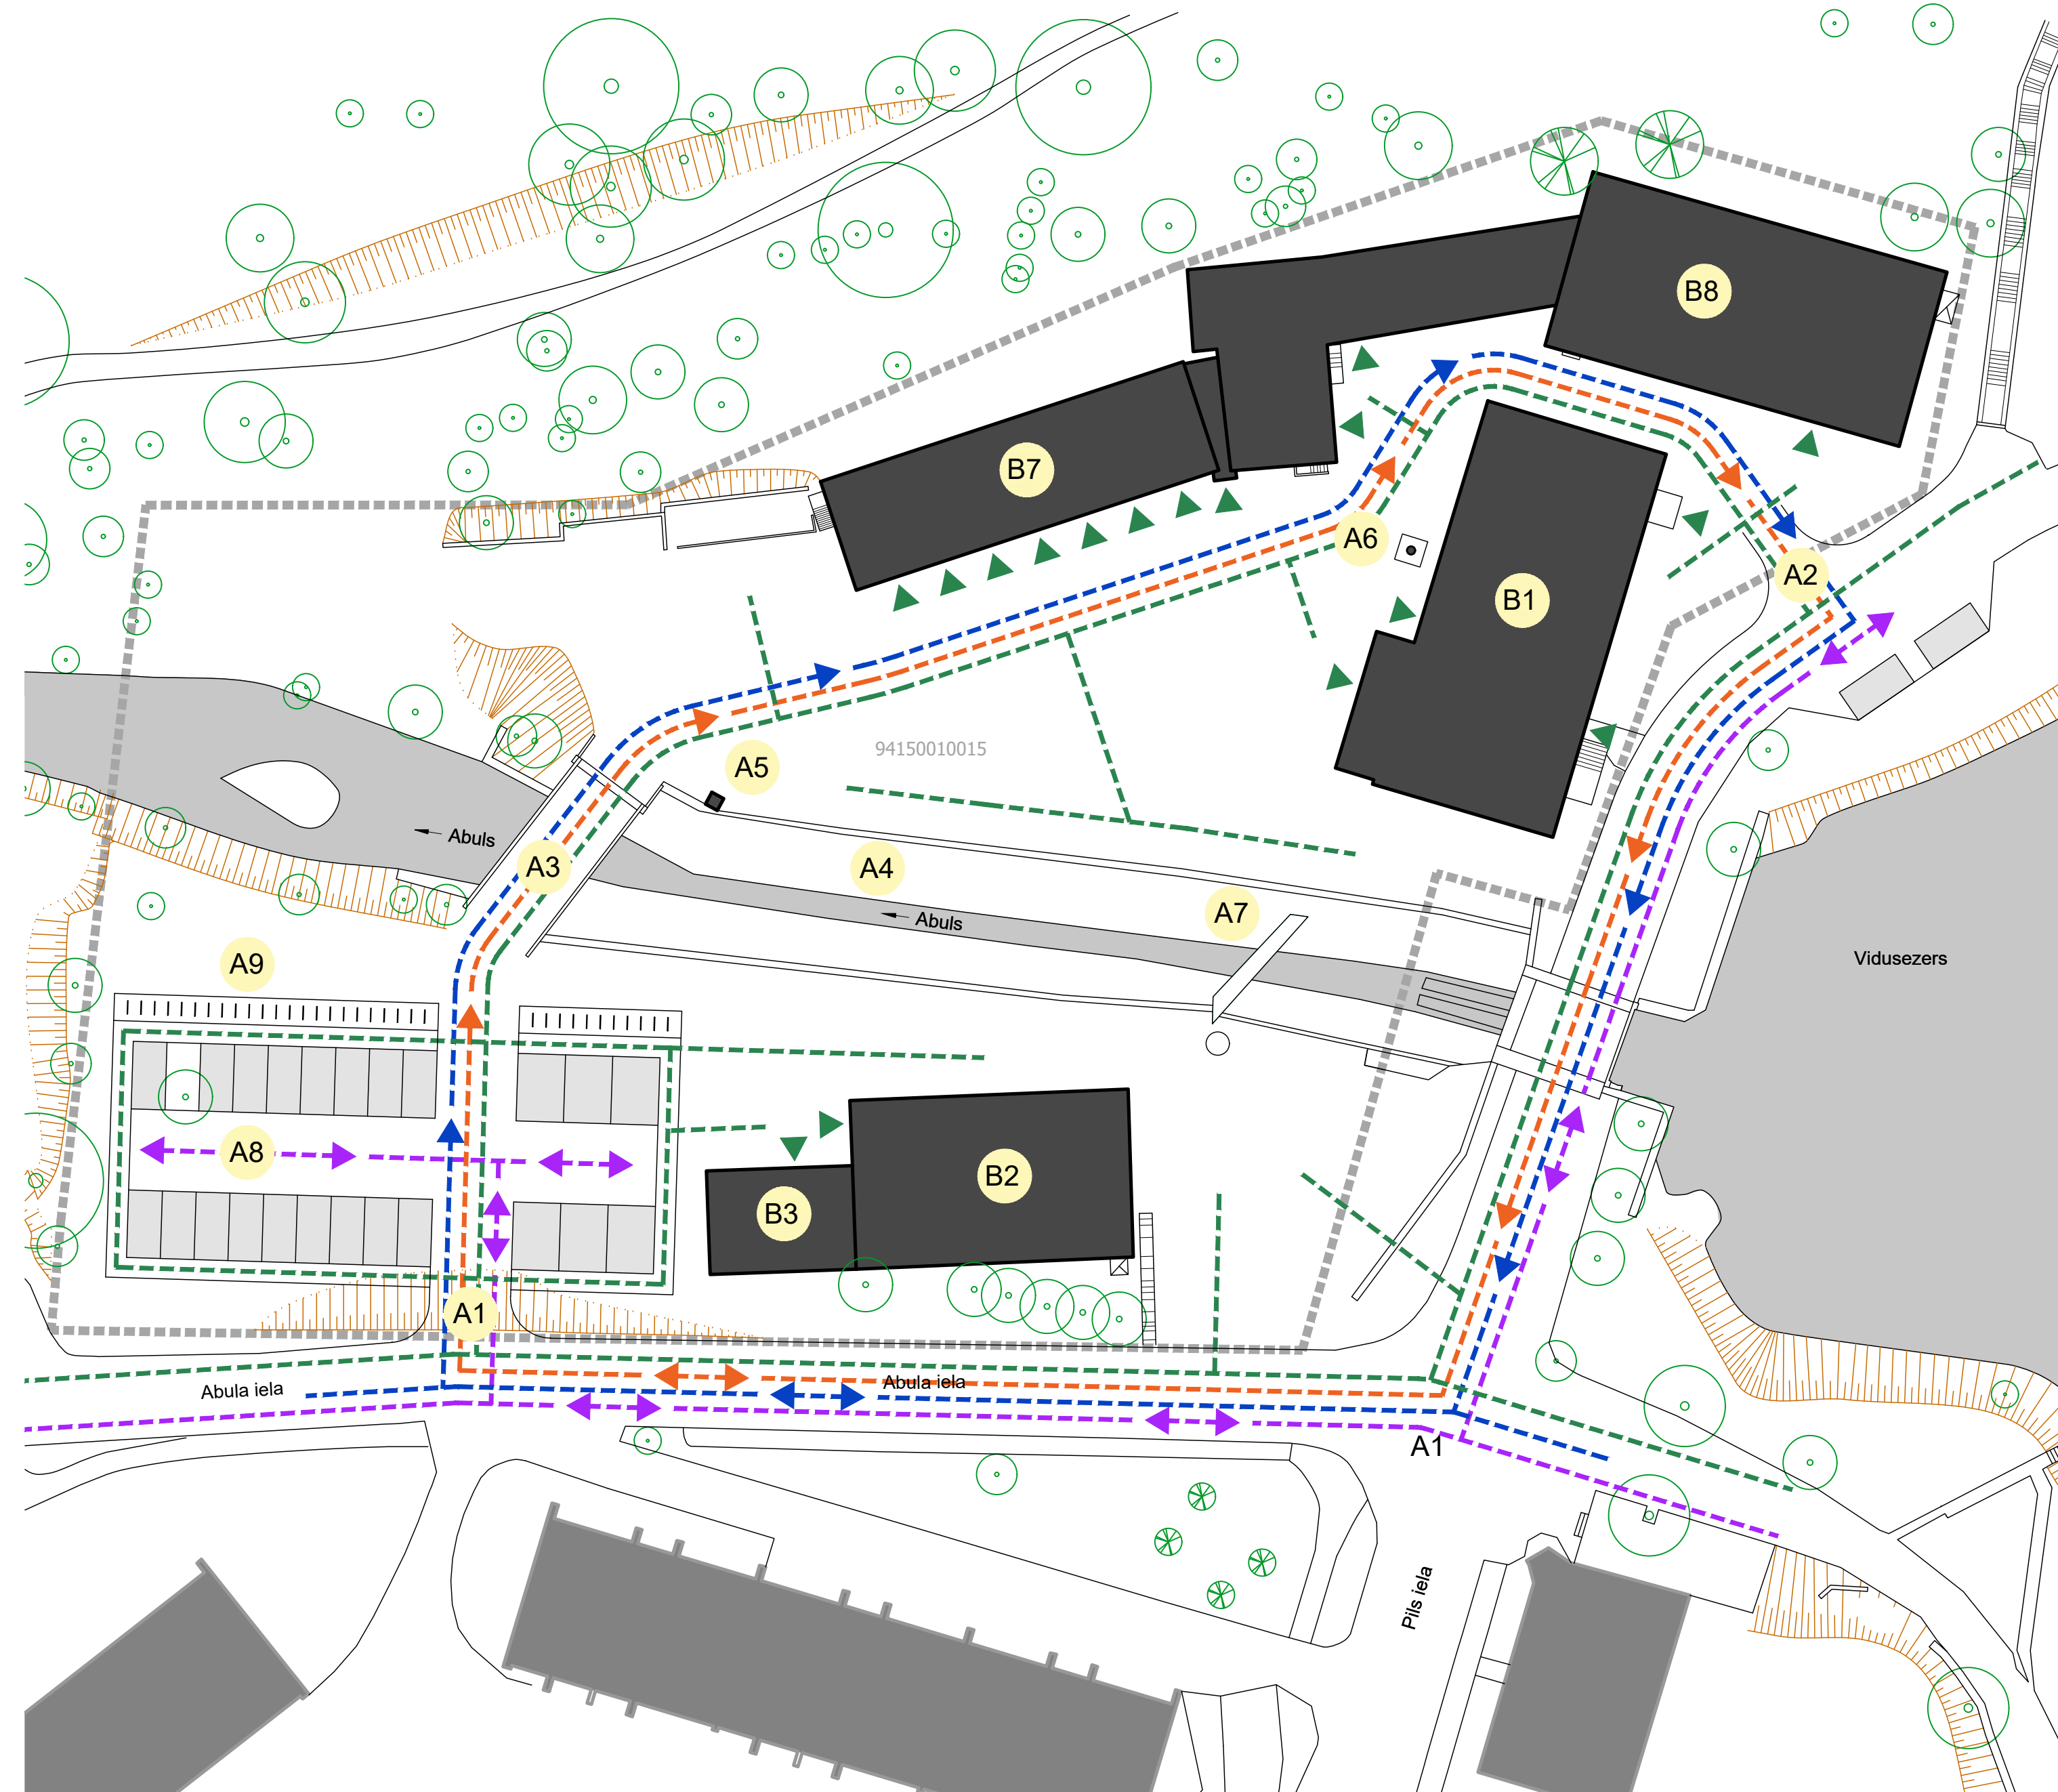 B8
B7
A6
A2
B1
94150010015
A5
Abuls
A3
A4
A7
Abuls
Vidusezers
A9
A8
B2
B3
A1
Abula iela
Abula iela
A1
Pils iela